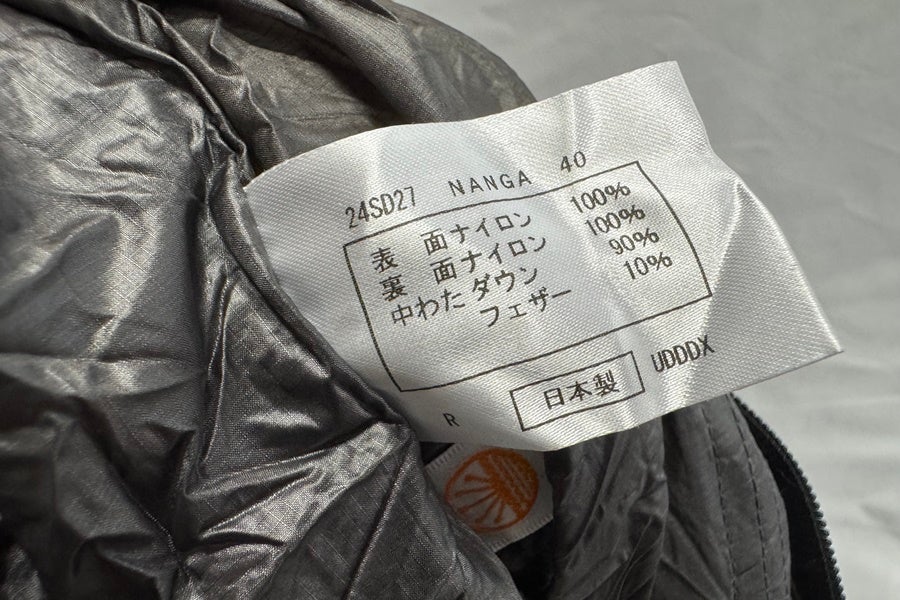 24SD27 NANGA 40
表 面ナイロン 100%
裏 面ナイロン 100%
中わたダウン 90%
フェザー 10%
R 日本製 UDDDX